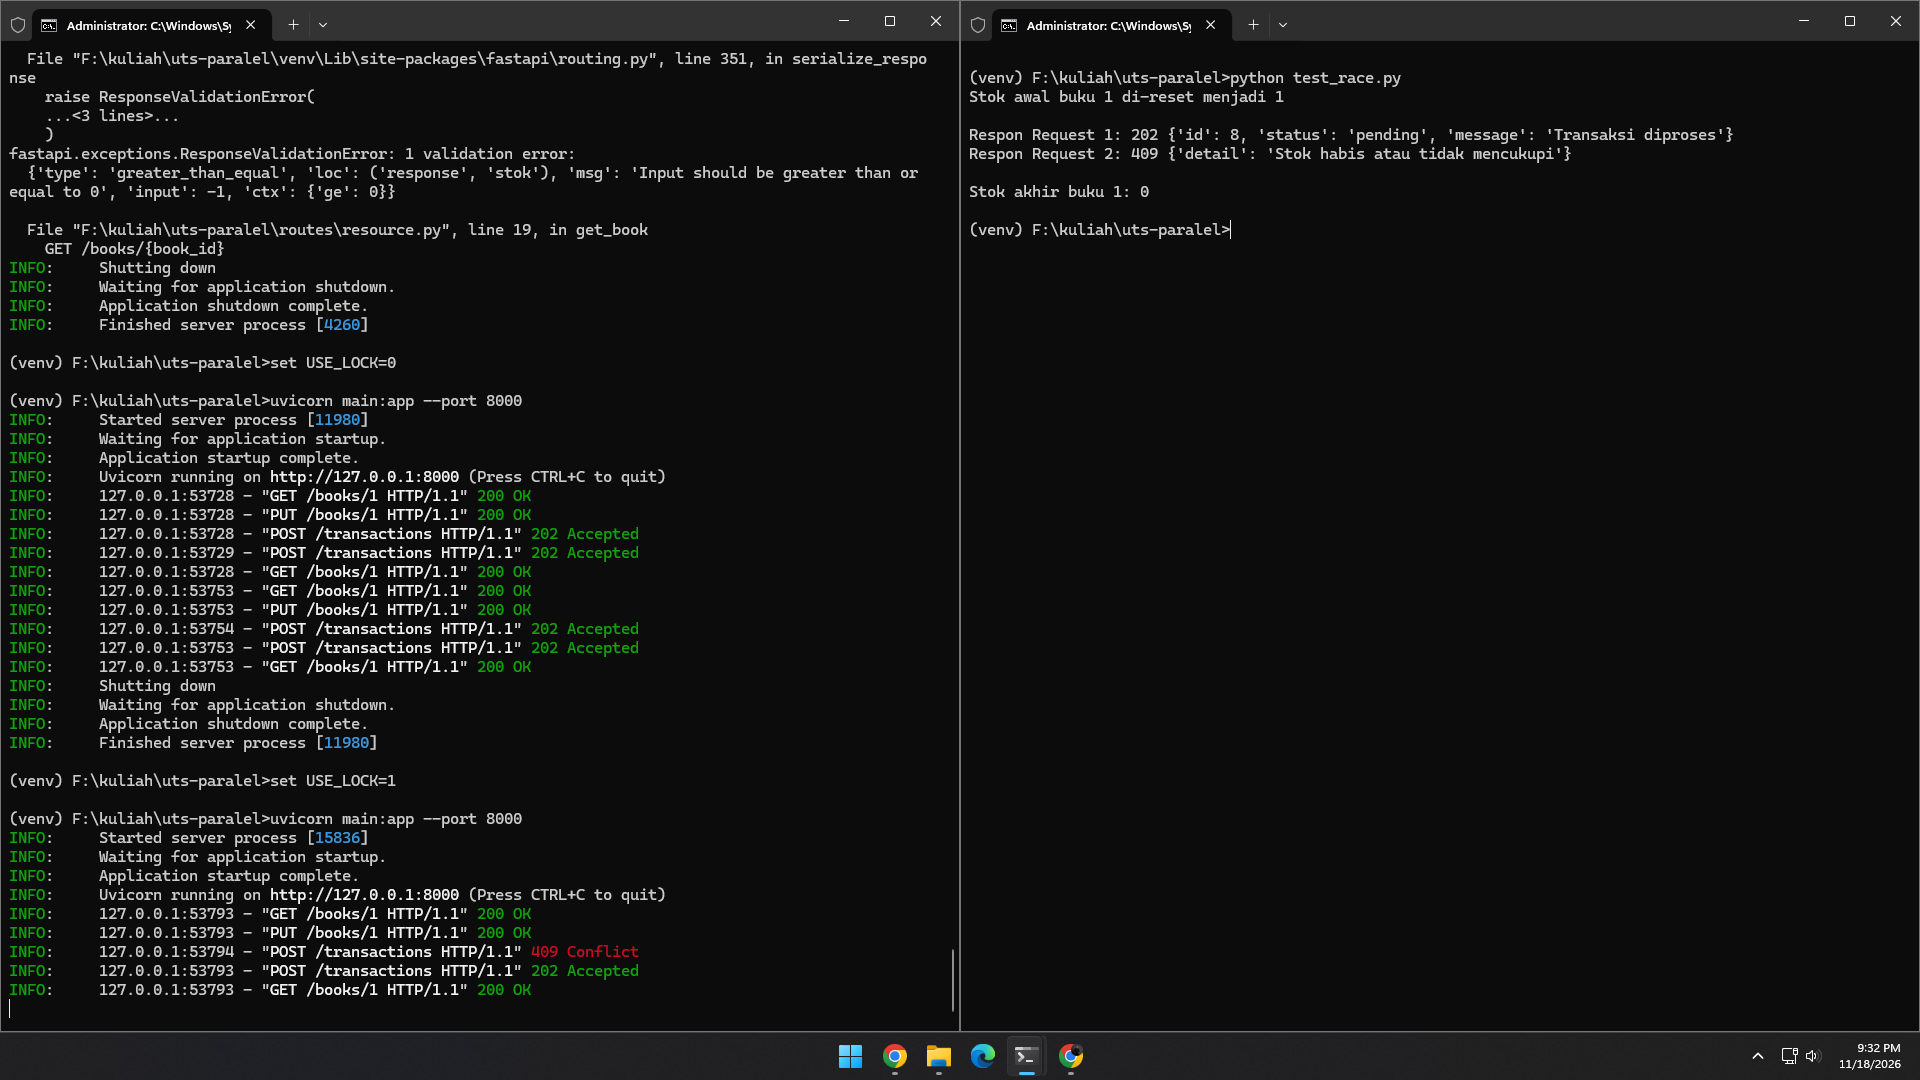 Administrator: C:\Windows\Sy
File "F:\kuliah\uts-paralel\venv\Lib\site-packages\fastapi\routing.py", line 351, in serialize_respo
nse
raise ResponseValidationError(
...<3 lines>...
)
fastapi.exceptions.ResponseValidationError: 1 validation error:
{'type': 'greater_than_equal', 'loc': ('response', 'stok'), 'msg': 'Input should be greater than or
equal to 0', 'input': -1, 'ctx': {'ge': 0}}
File "F:\kuliah\uts-paralel\routes\resource.py", line 19, in get_book
GET /books/{book_id}
INFO: Shutting down
INFO: Waiting for application shutdown.
INFO: Application shutdown complete.
INFO: Finished server process [4260]
(venv) F:\kuliah\uts-paralel>set USE_LOCK=0
(venv) F:\kuliah\uts-paralel>uvicorn main:app --port 8000
INFO: Started server process [11980]
INFO: Waiting for application startup.
INFO: Application startup complete.
INFO: Uvicorn running on http://127.0.0.1:8000 (Press CTRL+C to quit)
INFO: 127.0.0.1:53728 - "GET /books/1 HTTP/1.1" 200 OK
INFO: 127.0.0.1:53728 - "PUT /books/1 HTTP/1.1" 200 OK
INFO: 127.0.0.1:53728 - "POST /transactions HTTP/1.1" 202 Accepted
INFO: 127.0.0.1:53729 - "POST /transactions HTTP/1.1" 202 Accepted
INFO: 127.0.0.1:53728 - "GET /books/1 HTTP/1.1" 200 OK
INFO: 127.0.0.1:53753 - "GET /books/1 HTTP/1.1" 200 OK
INFO: 127.0.0.1:53753 - "PUT /books/1 HTTP/1.1" 200 OK
INFO: 127.0.0.1:53754 - "POST /transactions HTTP/1.1" 202 Accepted
INFO: 127.0.0.1:53753 - "POST /transactions HTTP/1.1" 202 Accepted
INFO: 127.0.0.1:53753 - "GET /books/1 HTTP/1.1" 200 OK
INFO: Shutting down
INFO: Waiting for application shutdown.
INFO: Application shutdown complete.
INFO: Finished server process [11980]
(venv) F:\kuliah\uts-paralel>set USE_LOCK=1
(venv) F:\kuliah\uts-paralel>uvicorn main:app --port 8000
INFO: Started server process [15836]
INFO: Waiting for application startup.
INFO: Application startup complete.
INFO: Uvicorn running on http://127.0.0.1:8000 (Press CTRL+C to quit)
INFO: 127.0.0.1:53793 - "GET /books/1 HTTP/1.1" 200 OK
INFO: 127.0.0.1:53793 - "PUT /books/1 HTTP/1.1" 200 OK
INFO: 127.0.0.1:53794 - "POST /transactions HTTP/1.1" 409 Conflict
INFO: 127.0.0.1:53793 - "POST /transactions HTTP/1.1" 202 Accepted
INFO: 127.0.0.1:53793 - "GET /books/1 HTTP/1.1" 200 OK
Administrator: C:\Windows\Sy
(venv) F:\kuliah\uts-paralel>python test_race.py
Stok awal buku 1 di-reset menjadi 1
Respon Request 1: 202 {'id': 8, 'status': 'pending', 'message': 'Transaksi diproses'}
Respon Request 2: 409 {'detail': 'Stok habis atau tidak mencukupi'}
Stok akhir buku 1: 0
(venv) F:\kuliah\uts-paralel>
9:32 PM
11/18/2026